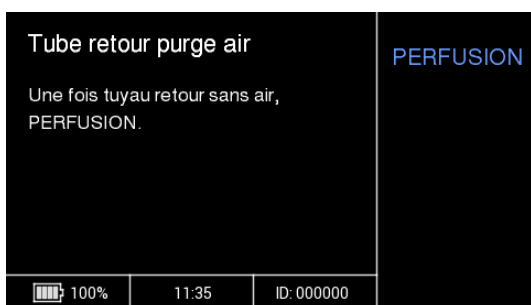 Tube retour purge air
PERFUSION
Une fois tuyau retour sans air,
PERFUSION.
100%
11:35
ID: 000000